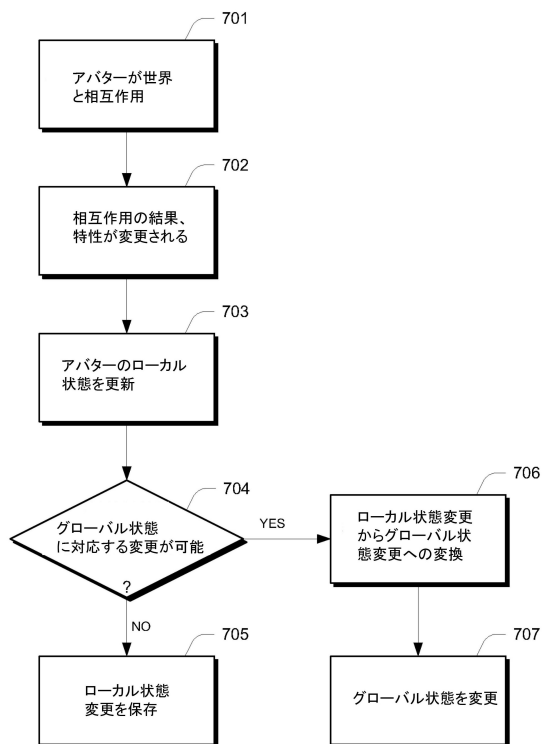 701
アバターが世界
と相互作用
702
相互作用の結果、
特性が変更される
703
アバターのローカル
状態を更新
704
グローバル状態
に対応する変更が可能
?
YES
NO
706
ローカル状態変更
からグローバル状
態変更への変換
705
ローカル状態
変更を保存
707
グローバル状態を変更